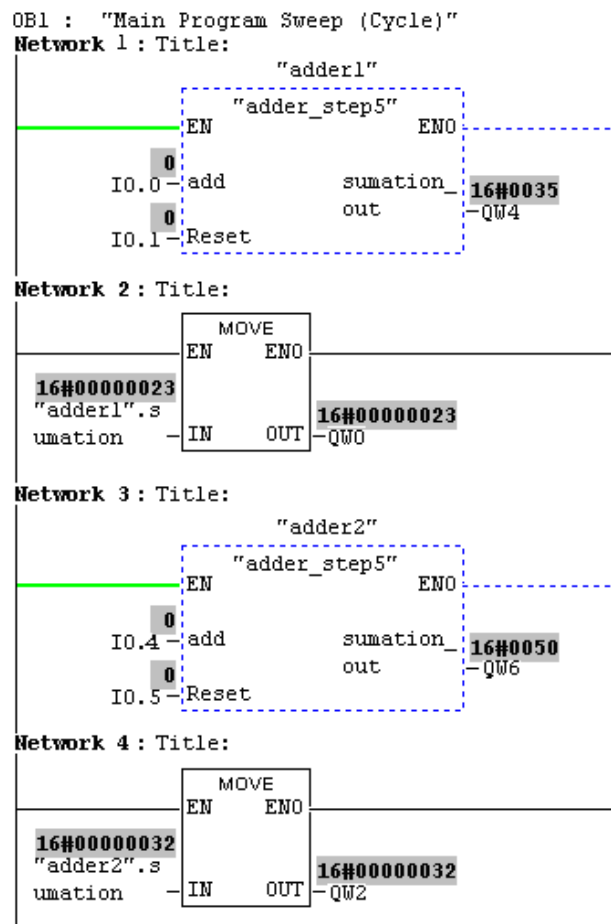 OB1 : "Main Program Sweep (Cycle)"
Network 1 : Title:
"adder1"
"adder_step5"
EN ENO
0
I0.0 add sumation_ 16#0035
out QW4
0
I0.1 Reset
Network 2 : Title:
MOVE
EN ENO
16#00000023
"adder1".s 16#00000023
umation IN OUT QW0
Network 3 : Title:
"adder2"
"adder_step5"
EN ENO
0
I0.4 add sumation_ 16#0050
out QW6
0
I0.5 Reset
Network 4 : Title:
MOVE
EN ENO
16#00000032
"adder2".s 16#00000032
umation IN OUT QW2